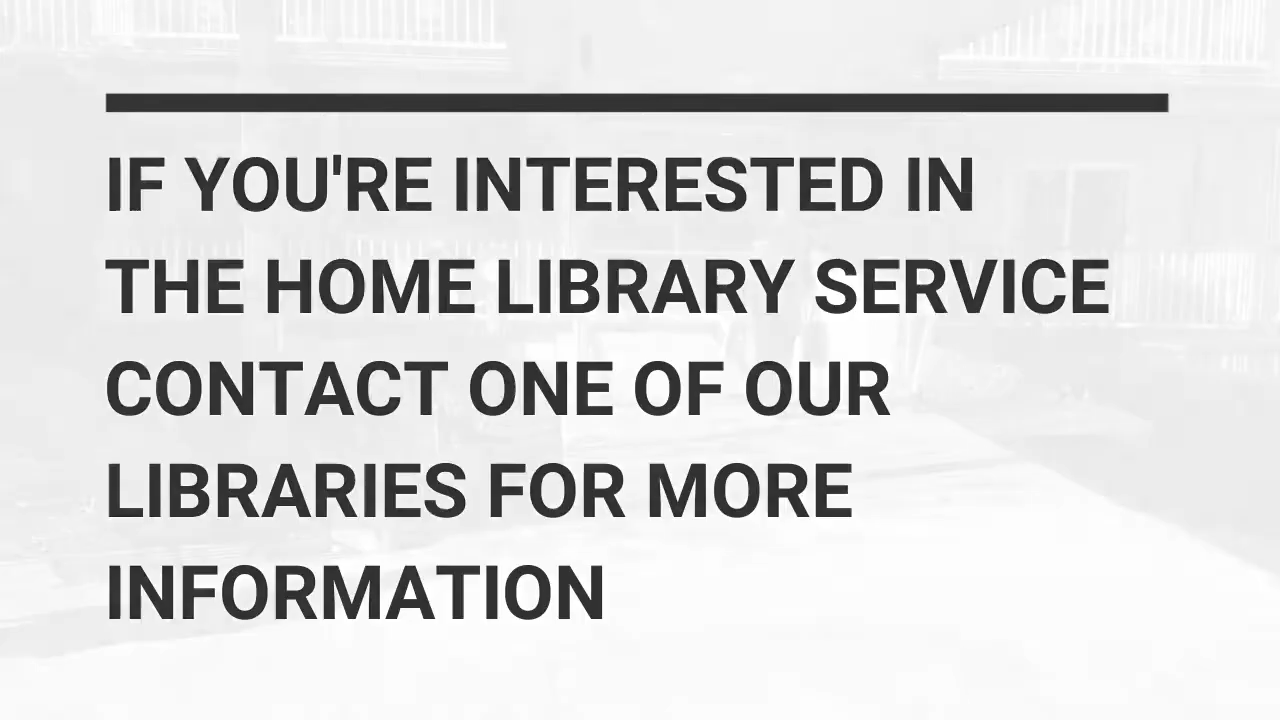 IF YOU'RE INTERESTED IN
THE HOME LIBRARY SERVICE
CONTACT ONE OF OUR
LIBRARIES FOR MORE
INFORMATION